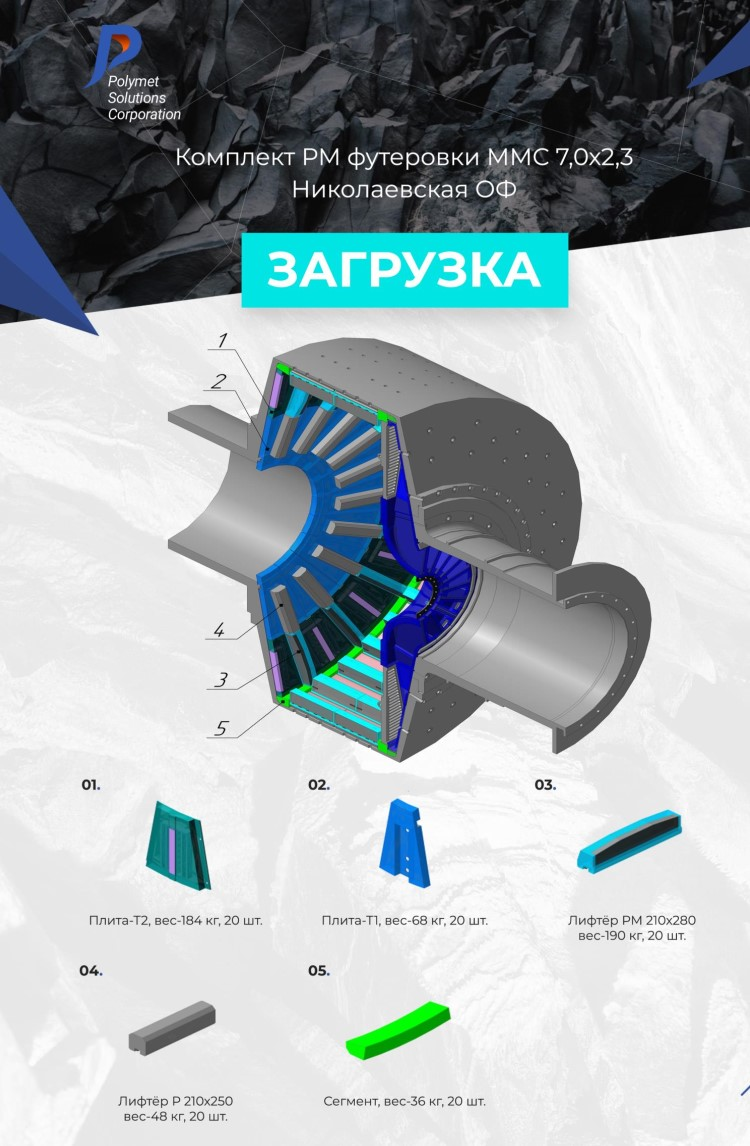 Polymet
Solutions
Corporation
Комплект РМ футеровки ММС 7,0х2,3
Николаевская ОФ
ЗАГРУЗКА
1
2
4
3
5
01.
02.
03.
Плита-Т2, вес-184 кг, 20 шт.
Плита-Т1, вес-68 кг, 20 шт.
Лифтёр РМ 210х280
вес-190 кг, 20 шт.
04.
05.
Лифтёр Р 210х250
вес-48 кг, 20 шт.
Сегмент, вес-36 кг, 20 шт.